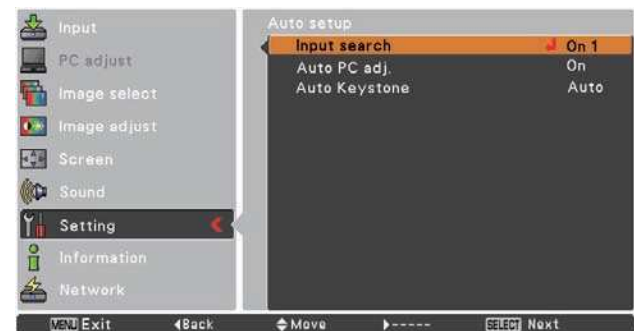 Input
PC adjust
Image select
Image adjust
Screen
Sound
Setting
Information
Network
Auto setup
Input search On 1
Auto PC adj. On
Auto Keystone Auto
MENU Exit Back Move ----- SELECT Next